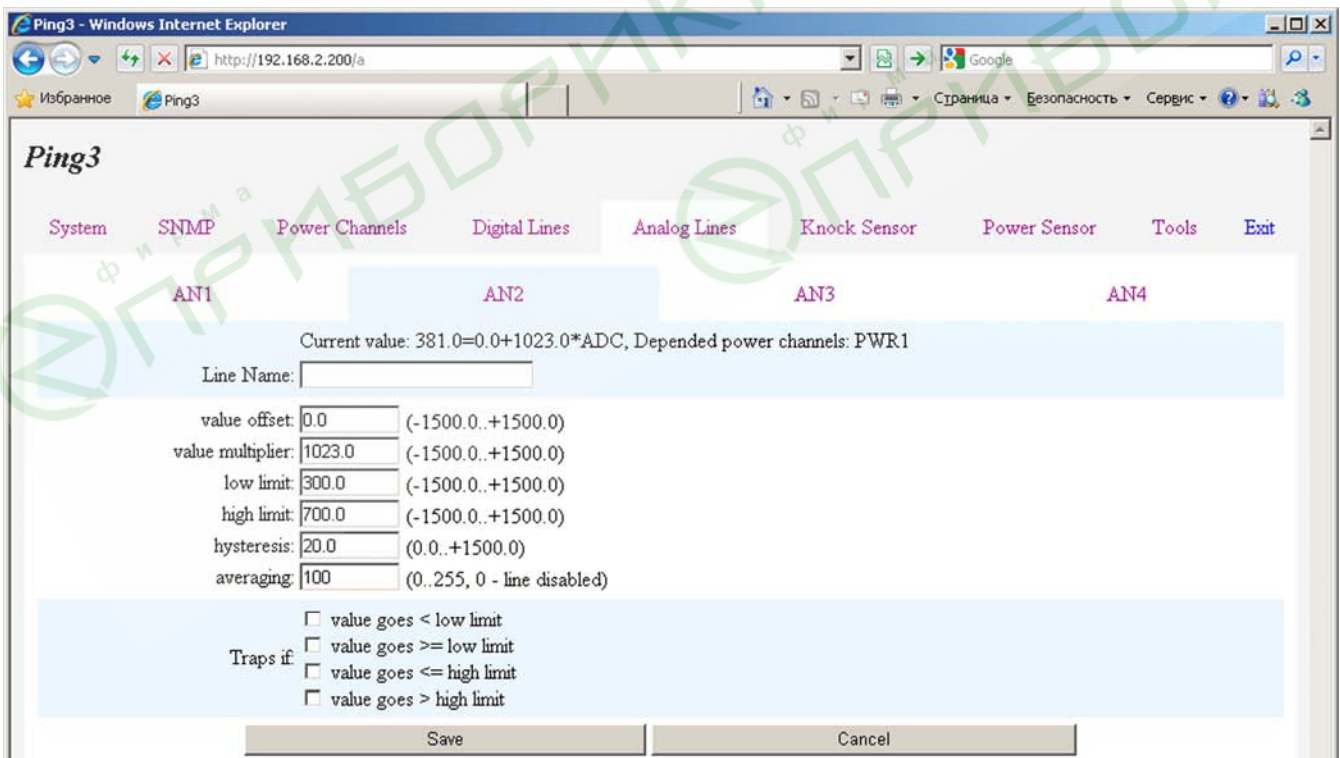 Ping3 - Windows Internet Explorer
http://192.168.2.200/a
Google
Избранное
Ping3
Страница
Безопасность
Сервис
Ping3
System SNMP Power Channels Digital Lines Analog Lines Knock Sensor Power Sensor Tools Exit
AN1 AN2 AN3 AN4
Current value: 381.0=0.0+1023.0*ADC, Depended power channels: PWR1
Line Name:
value offset: 0.0 (-1500.0..+1500.0)
value multiplier: 1023.0 (-1500.0..+1500.0)
low limit: 300.0 (-1500.0..+1500.0)
high limit: 700.0 (-1500.0..+1500.0)
hysteresis: 20.0 (0.0..+1500.0)
averaging: 100 (0..255, 0 - line disabled)
Traps if:
value goes < low limit
value goes >= low limit
value goes <= high limit
value goes > high limit
Save Cancel
фирма
ПРИБОРИКА
фирма
ПРИБОРИКА